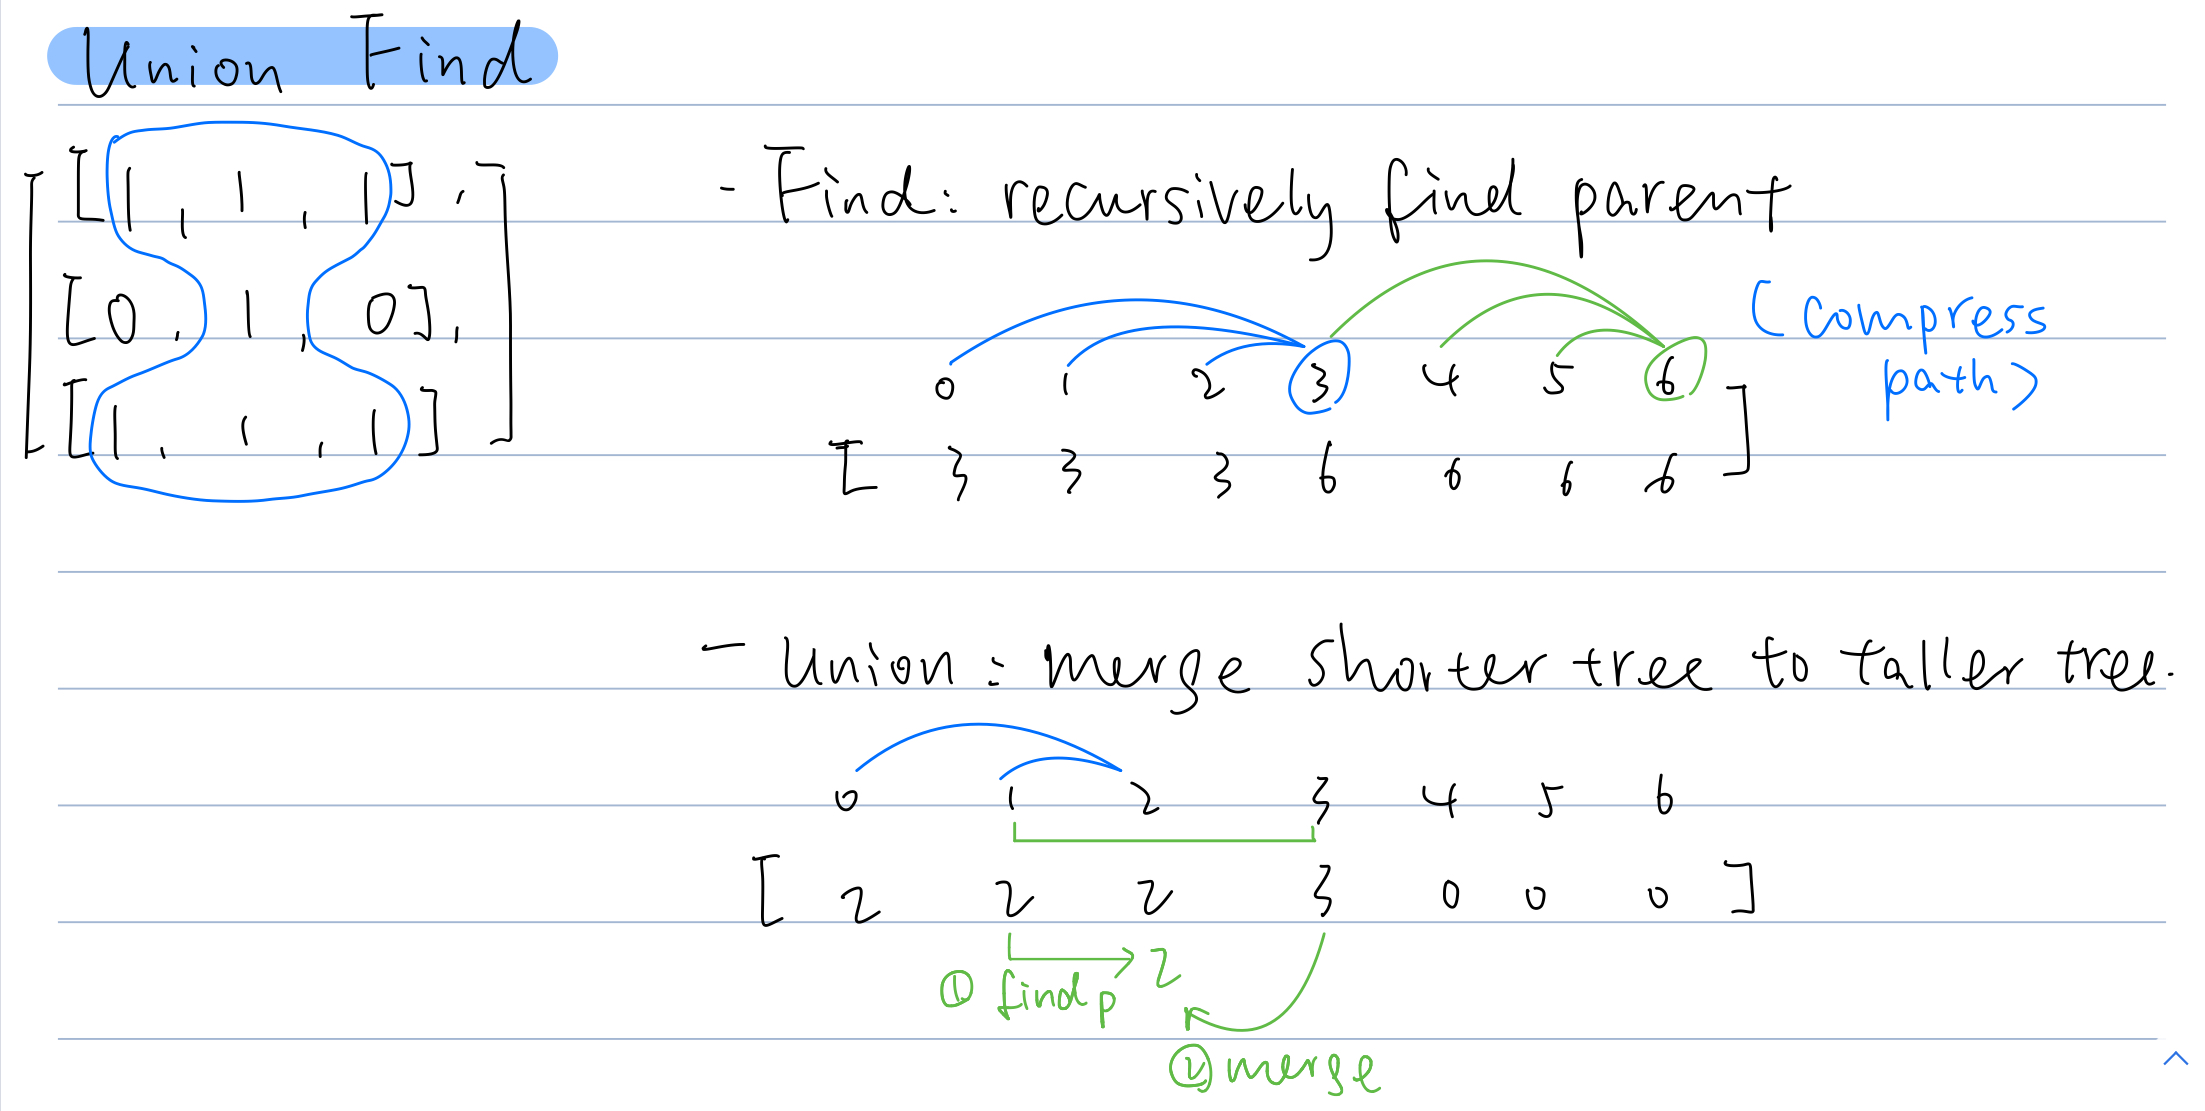 Union Find
[[1, 1, 1],
[0, 1, 0],
[1, 1, 1]]
- Find: recursively find parent
(compress path)
0 1 2 3 4 5 6
[ 3 3 3 6 6 6 6 ]
- Union: merge shorter tree to taller tree.
0 1 2 3 4 5 6
[ 2 2 2 3 0 0 0 ]
① find p 2
② merge